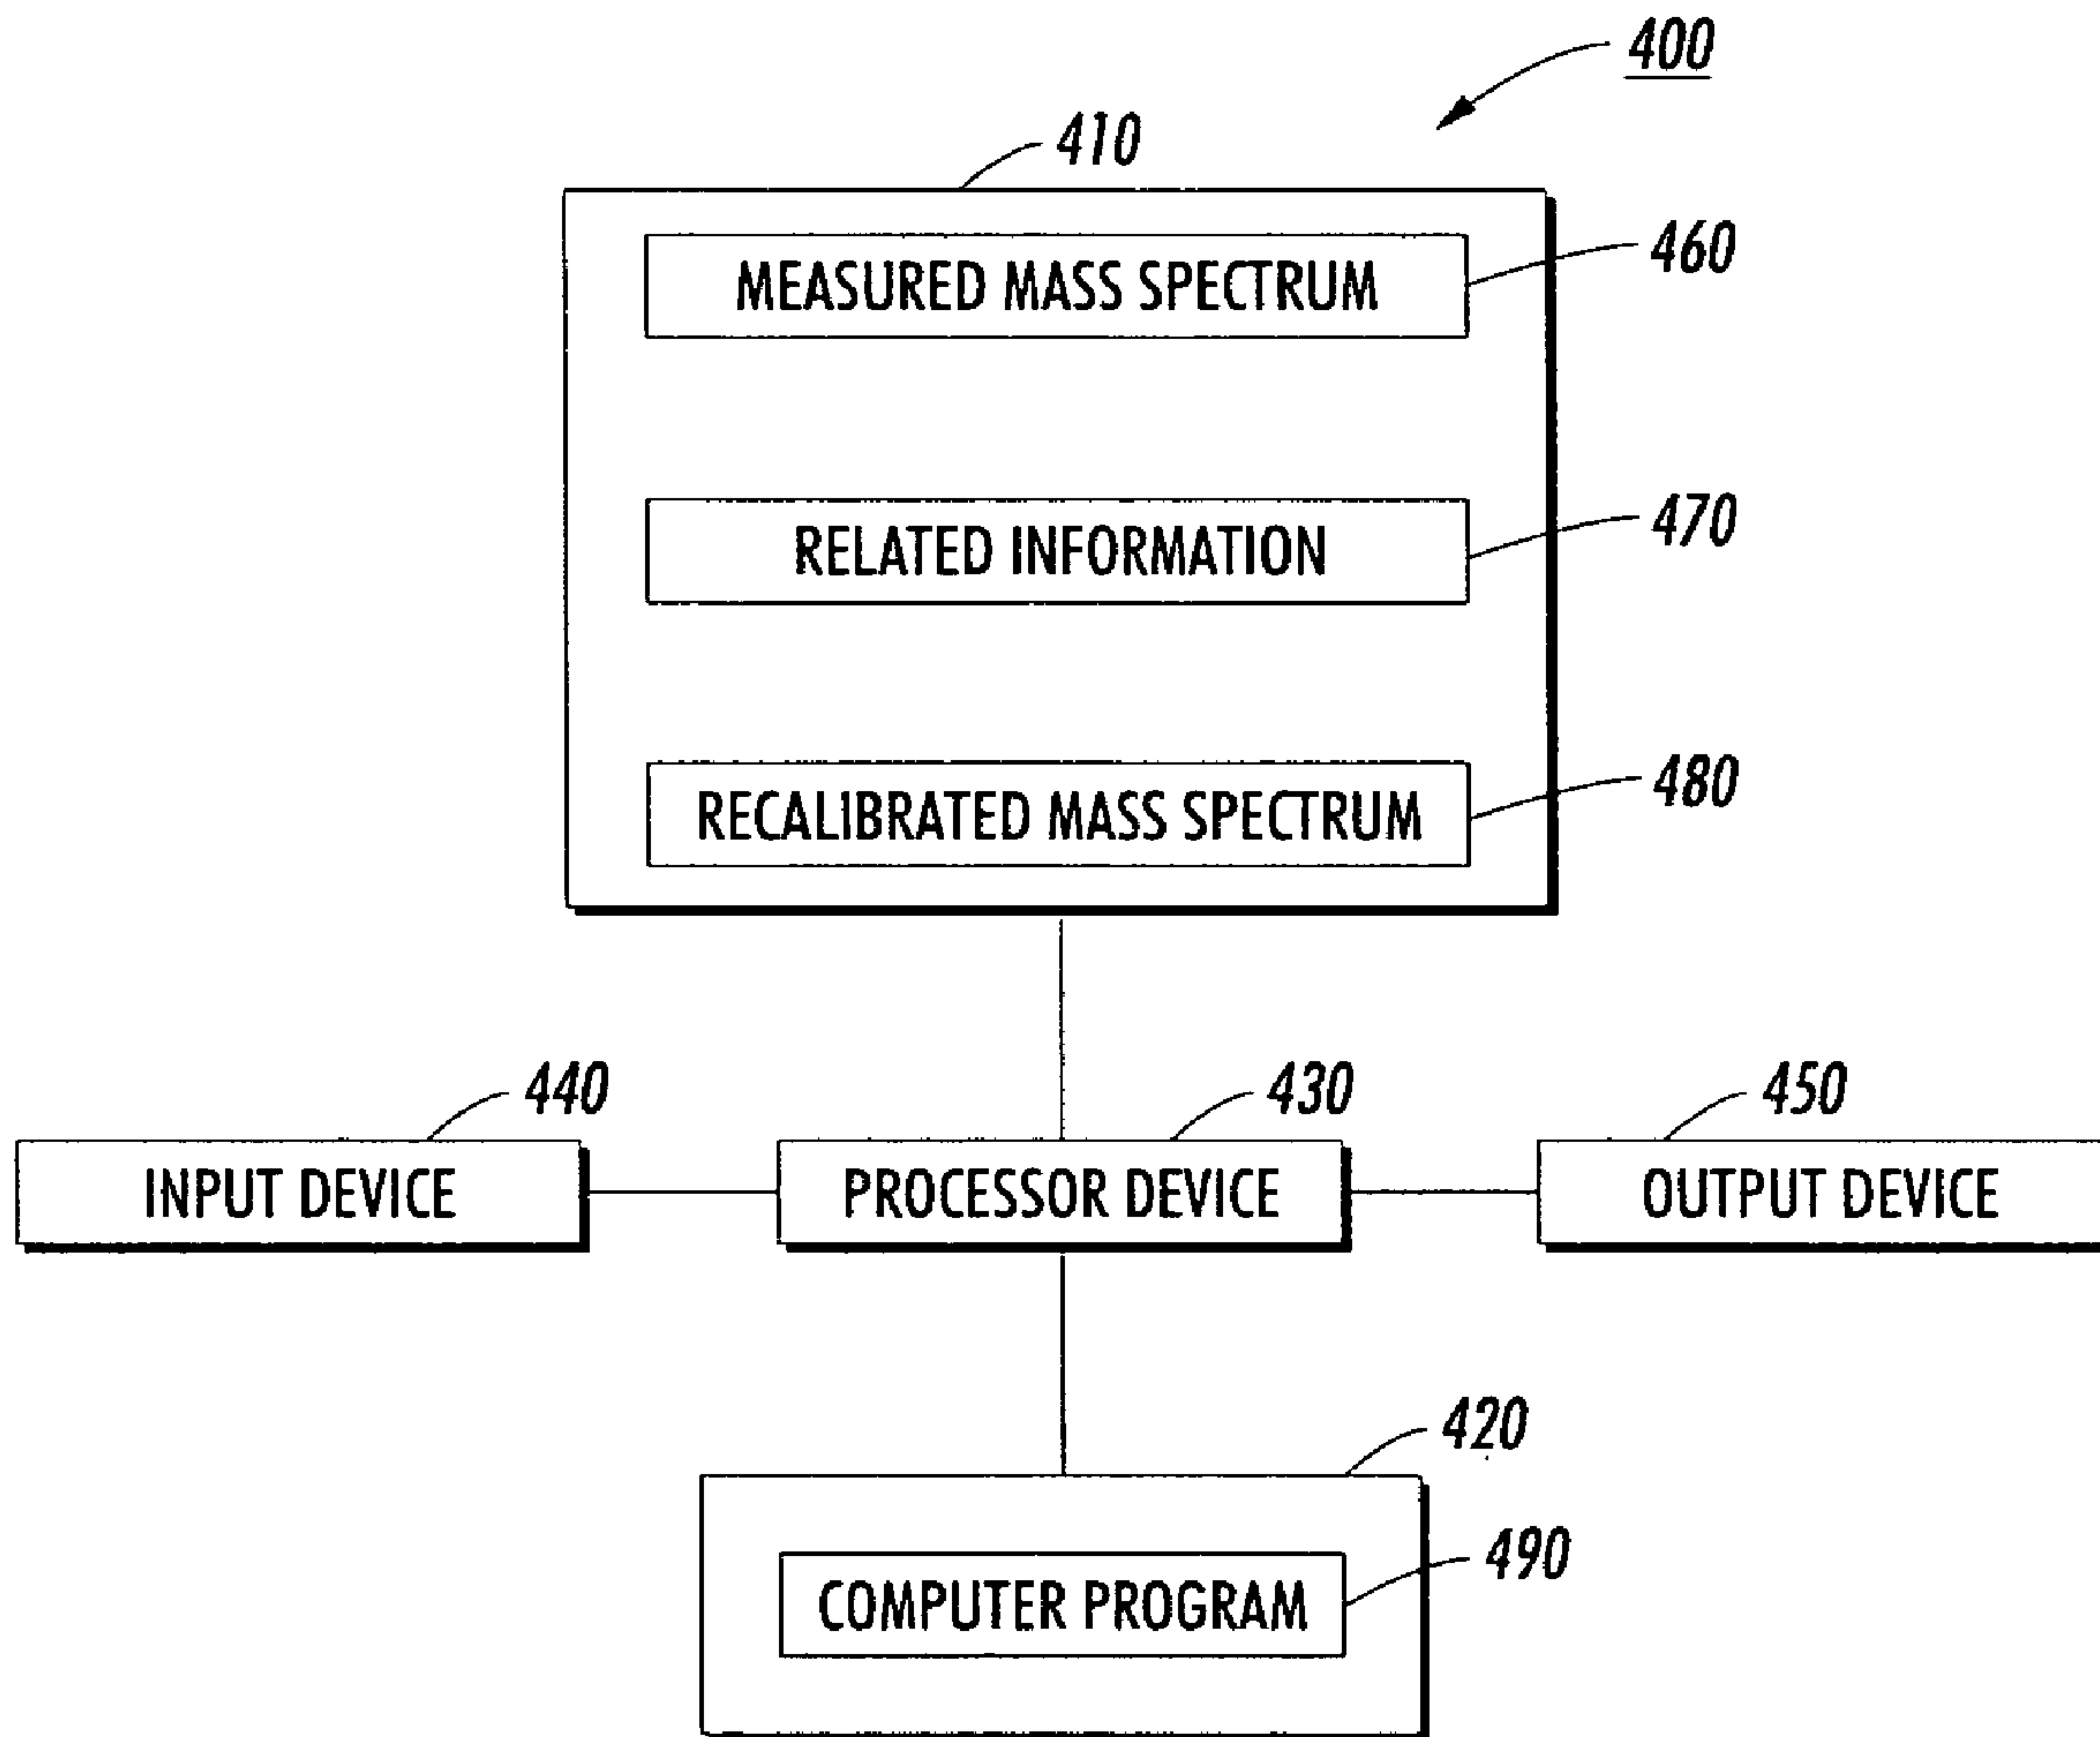 400
410
MEASURED MASS SPECTRUM
460
RELATED INFORMATION
470
RECALIBRATED MASS SPECTRUM
480
440
430
450
INPUT DEVICE
PROCESSOR DEVICE
OUTPUT DEVICE
420
490
COMPUTER PROGRAM